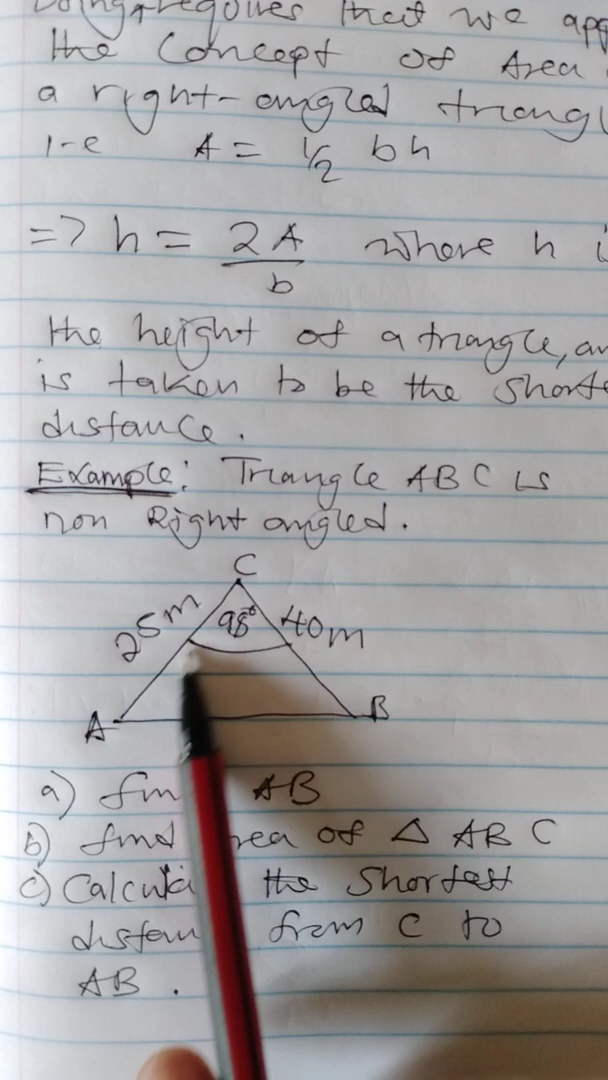 that we
the concept of Area
a right-angled
i-e A = 1/2 bh
=> h = 2A/b where h
the height of a triangle,
is taken to be the
distance.
Example: Triangle ABC is
non Right angled.
C
25m 98° 40m
A B
a) AB
b) find of △ ABC
c) the shortest
from C to
AB.